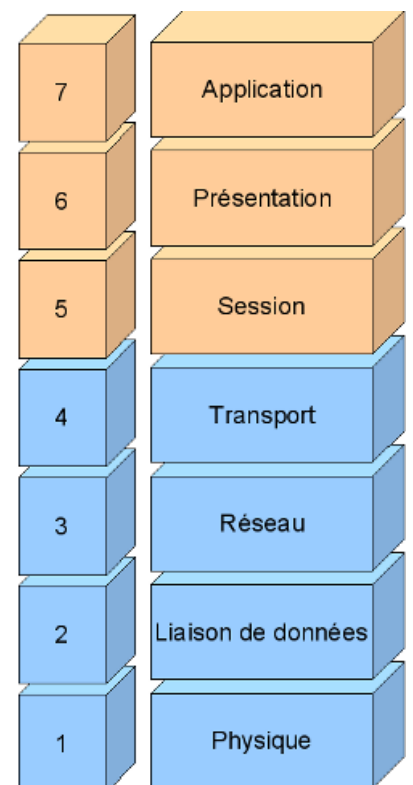 7 Application
6 Présentation
5 Session
4 Transport
3 Réseau
2 Liaison de données
1 Physique